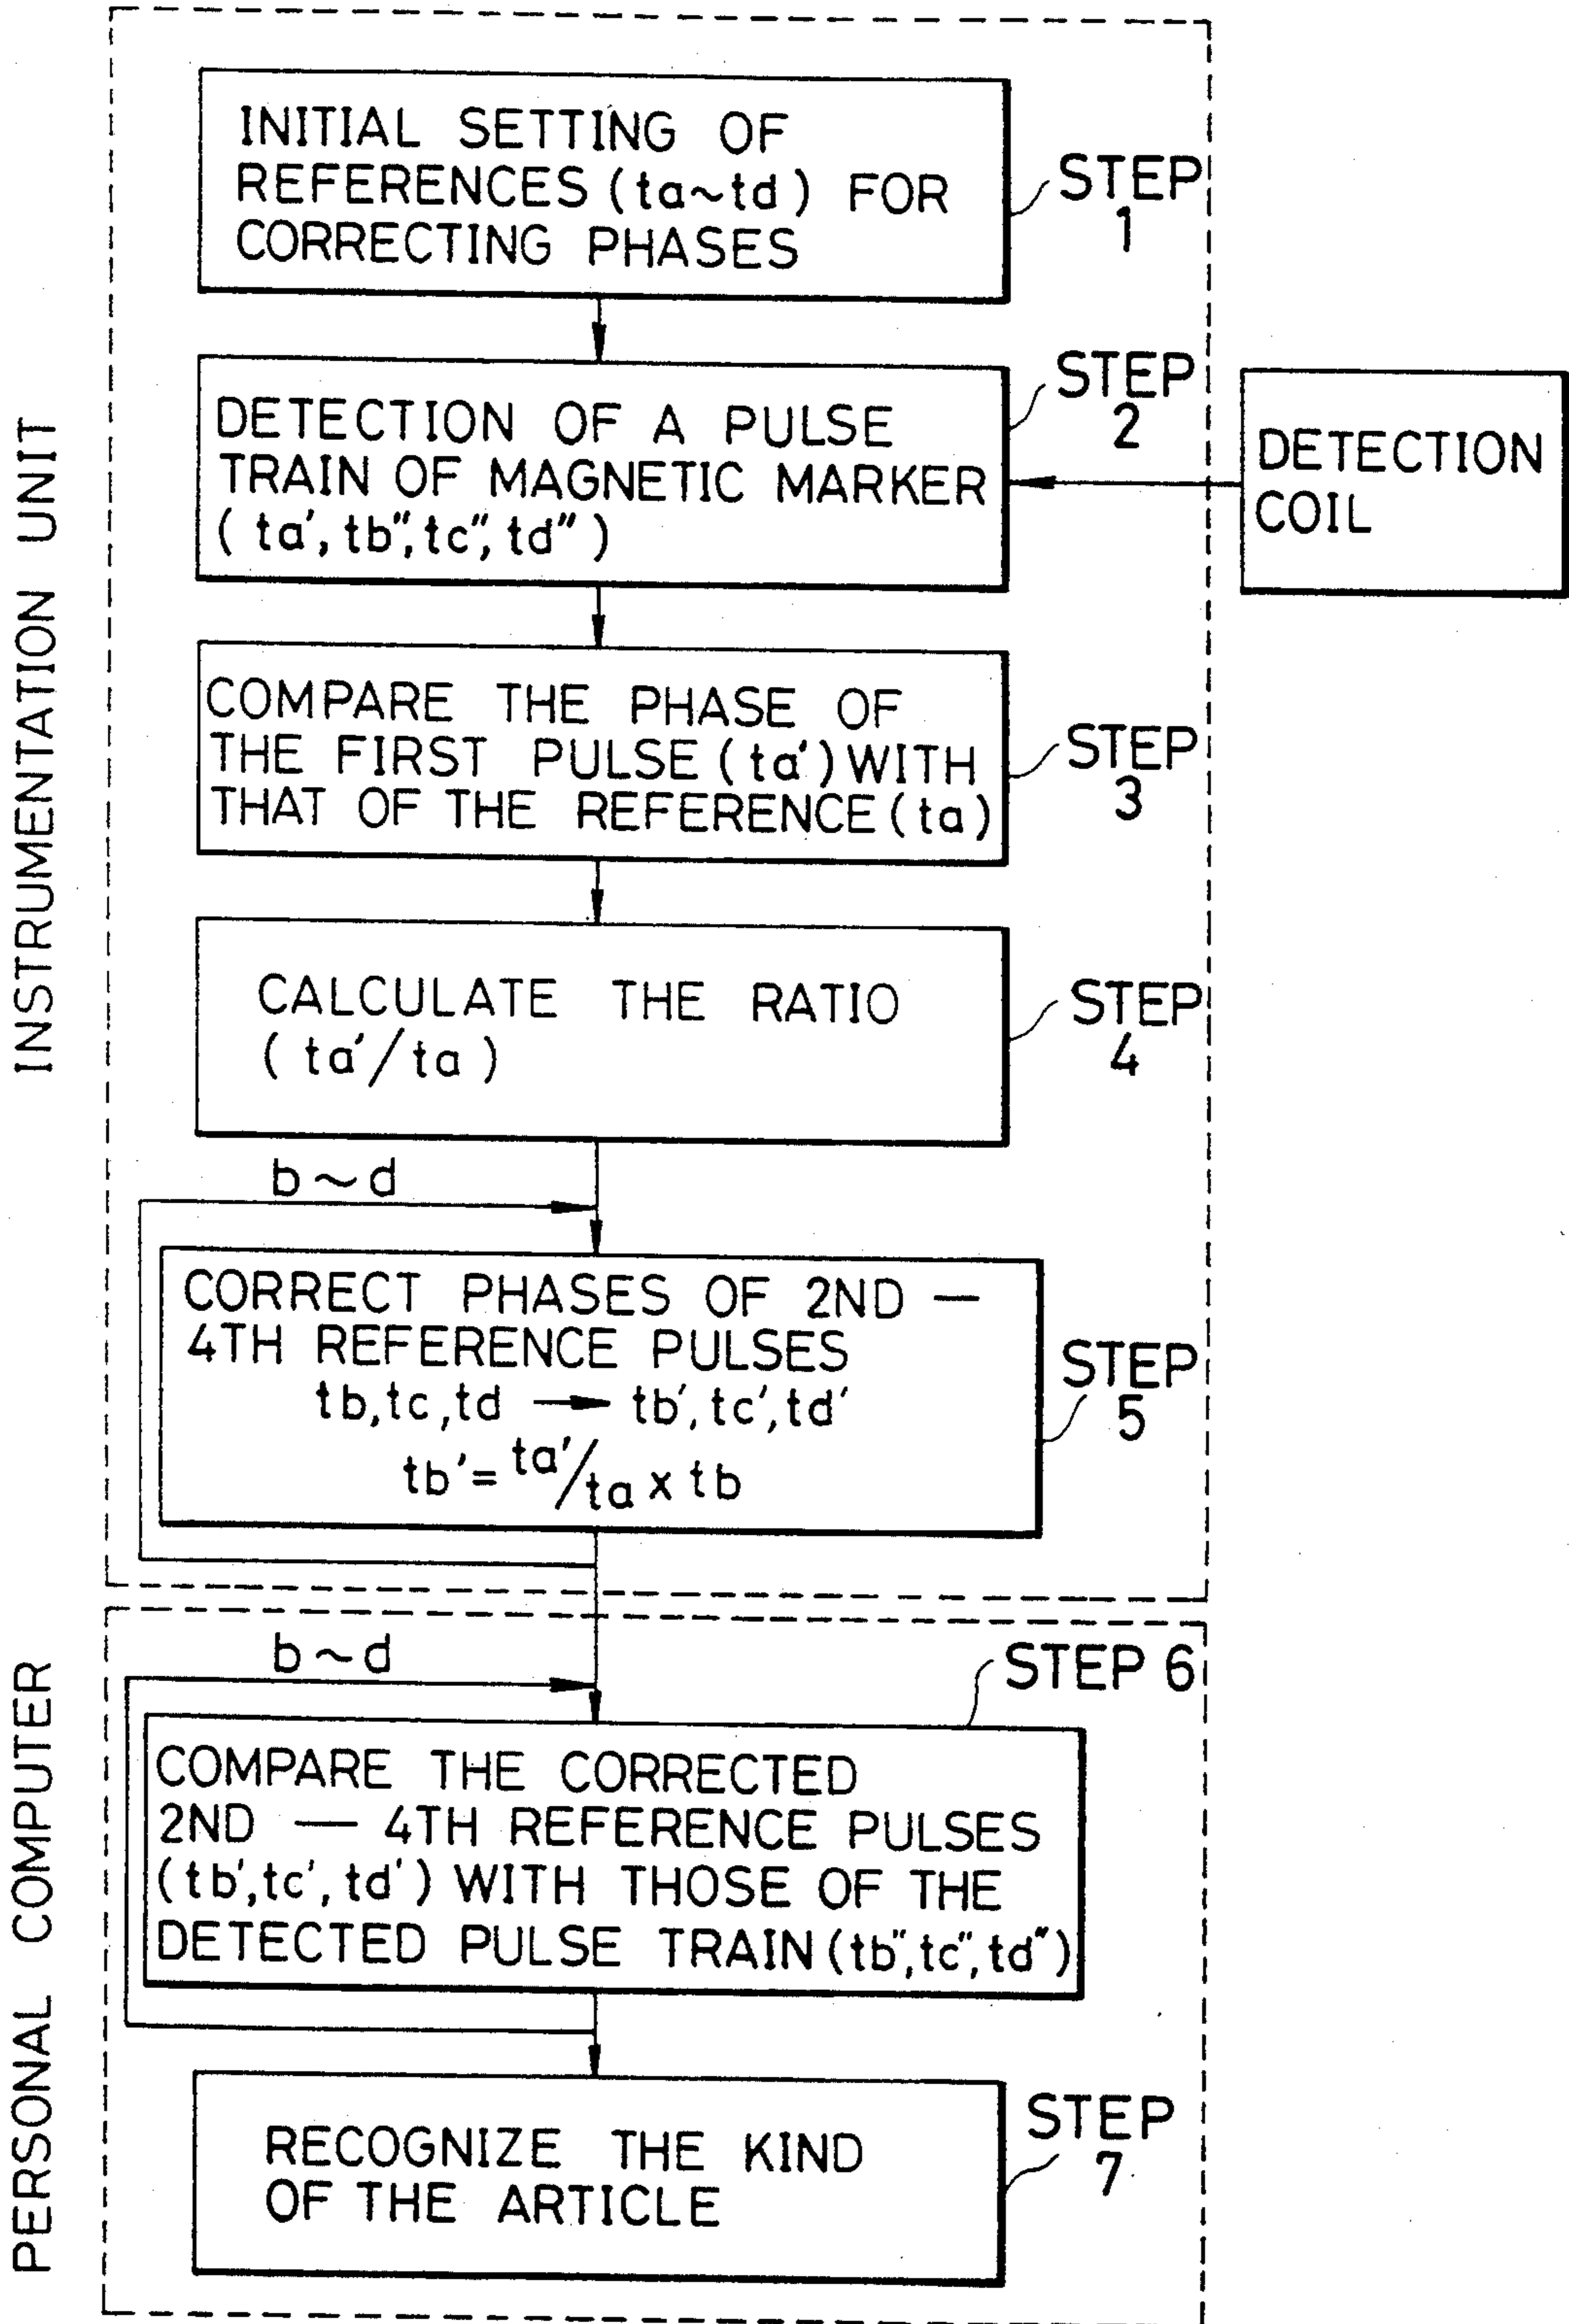 INSTRUMENTATION UNIT
INITIAL SETTING OF
REFERENCES (ta~td) FOR
CORRECTING PHASES
STEP
1
DETECTION OF A PULSE
TRAIN OF MAGNETIC MARKER
(ta', tb'', tc'', td'')
STEP
2
DETECTION
COIL
COMPARE THE PHASE OF
THE FIRST PULSE (ta') WITH
THAT OF THE REFERENCE (ta)
STEP
3
CALCULATE THE RATIO
(ta'/ta)
STEP
4
b~d
CORRECT PHASES OF 2ND —
4TH REFERENCE PULSES
tb, tc, td → tb', tc', td'
tb' = ta'/ta x tb
STEP
5
PERSONAL COMPUTER
b~d
STEP 6
COMPARE THE CORRECTED
2ND — 4TH REFERENCE PULSES
(tb', tc', td') WITH THOSE OF THE
DETECTED PULSE TRAIN (tb'', tc'', td'')
RECOGNIZE THE KIND
OF THE ARTICLE
STEP
7